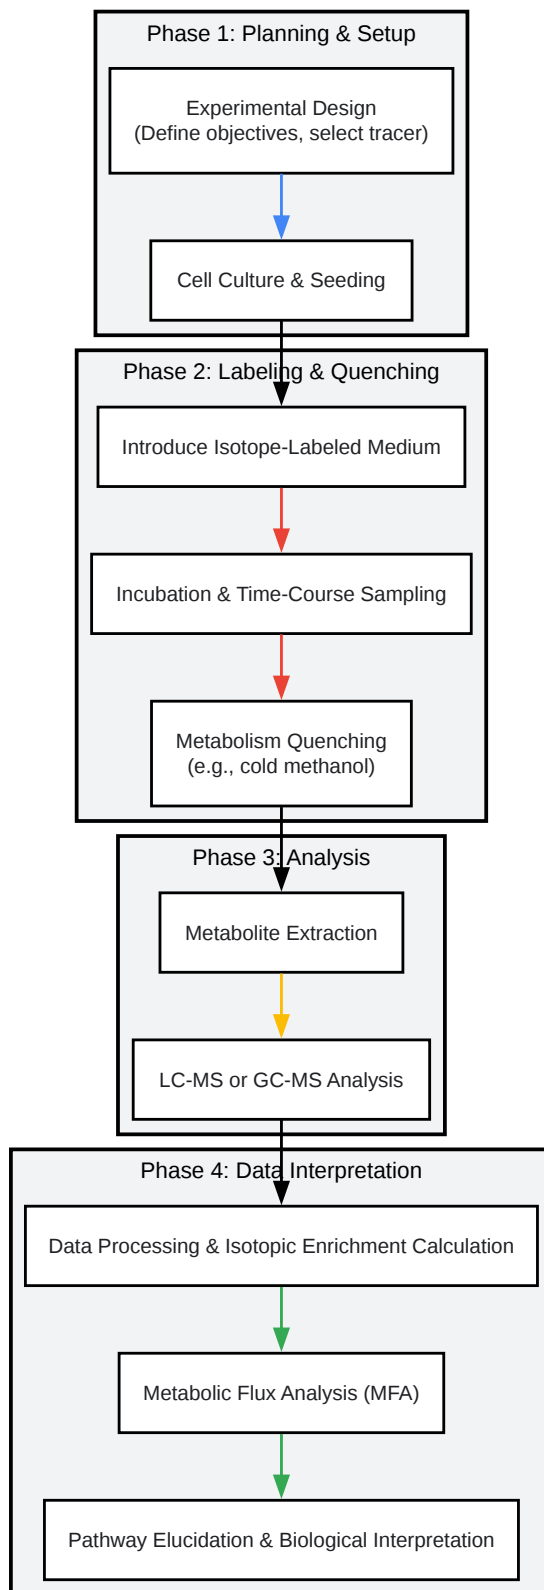 Phase 1: Planning & Setup
Experimental Design
(Define objectives, select tracer)
Cell Culture & Seeding
Phase 2: Labeling & Quenching
Introduce Isotope-Labeled Medium
Incubation & Time-Course Sampling
Metabolism Quenching
(e.g., cold methanol)
Phase 3: Analysis
Metabolite Extraction
LC-MS or GC-MS Analysis
Phase 4: Data Interpretation
Data Processing & Isotopic Enrichment Calculation
Metabolic Flux Analysis (MFA)
Pathway Elucidation & Biological Interpretation